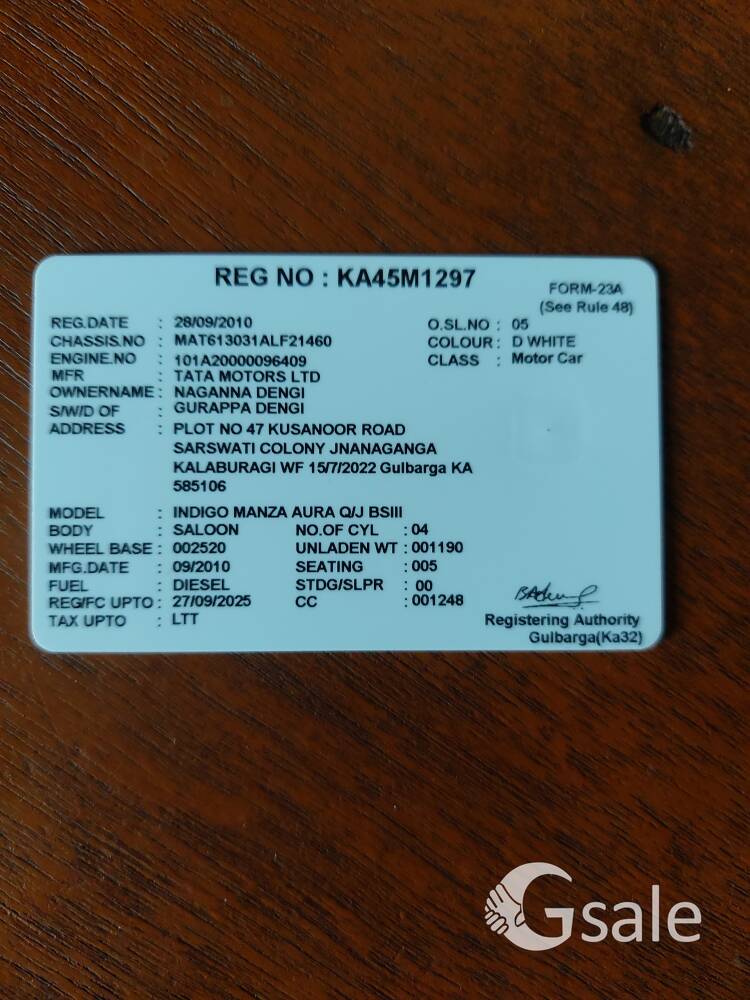 REG NO : KA45M1297
FORM-23A
(See Rule 48)
REG.DATE : 28/09/2010 O.SL.NO : 05
CHASSIS.NO : MAT613031ALF21460 COLOUR : D WHITE
ENGINE.NO : 101A20000096409 CLASS : Motor Car
MFR : TATA MOTORS LTD
OWNERNAME : NAGANNA DENGI
S/W/D OF : GURAPPA DENGI
ADDRESS : PLOT NO 47 KUSANOOR ROAD
SARSWATI COLONY JNANAGANGA
KALABURAGI WF 15/7/2022 Gulbarga KA
585106
MODEL : INDIGO MANZA AURA Q/J BSIII
BODY : SALOON NO.OF CYL : 04
WHEEL BASE : 002520 UNLADEN WT : 001190
MFG.DATE : 09/2010 SEATING : 005
FUEL : DIESEL STDG/SLPR : 00
REG/FC UPTO : 27/09/2025 CC : 001248
TAX UPTO : LTT
Registering Authority
Gulbarga(Ka32)
Gsale